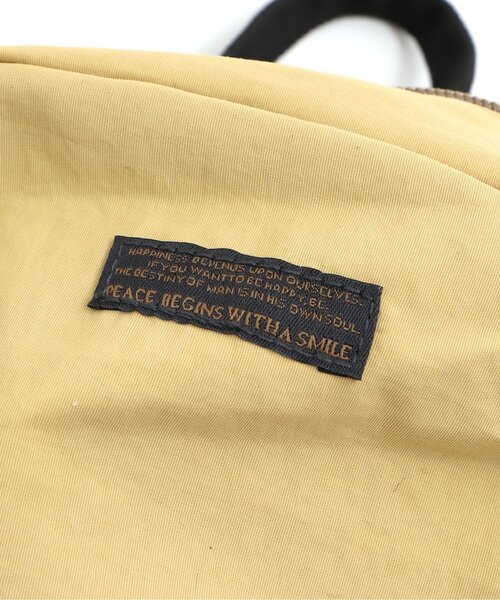 HAPPINESS DEPENDS UPON OURSELVES.
IF YOU WANT TO BE HAPPY, BE.
THE DESTINY OF MAN IS IN HIS OWN SOUL.
PEACE BEGINS WITH A SMILE